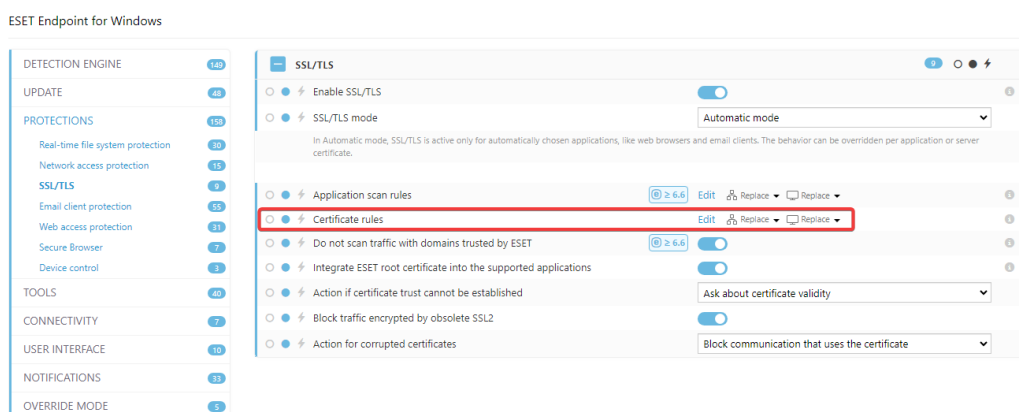 ESET Endpoint for Windows
DETECTION ENGINE 149
UPDATE 48
PROTECTIONS 158
Real-time file system protection 30
Network access protection 15
SSL/TLS 9
Email client protection 55
Web access protection 31
Secure Browser 7
Device control 3
TOOLS 40
CONNECTIVITY 7
USER INTERFACE 10
NOTIFICATIONS 33
OVERRIDE MODE 5
SSL/TLS 9
Enable SSL/TLS
SSL/TLS mode Automatic mode
In Automatic mode, SSL/TLS is active only for automatically chosen applications, like web browsers and email clients. The behavior can be overridden per application or server
certificate.
Application scan rules ≥ 6.6 Edit Replace Replace
Certificate rules Edit Replace Replace
Do not scan traffic with domains trusted by ESET ≥ 6.6
Integrate ESET root certificate into the supported applications
Action if certificate trust cannot be established Ask about certificate validity
Block traffic encrypted by obsolete SSL2
Action for corrupted certificates Block communication that uses the certificate